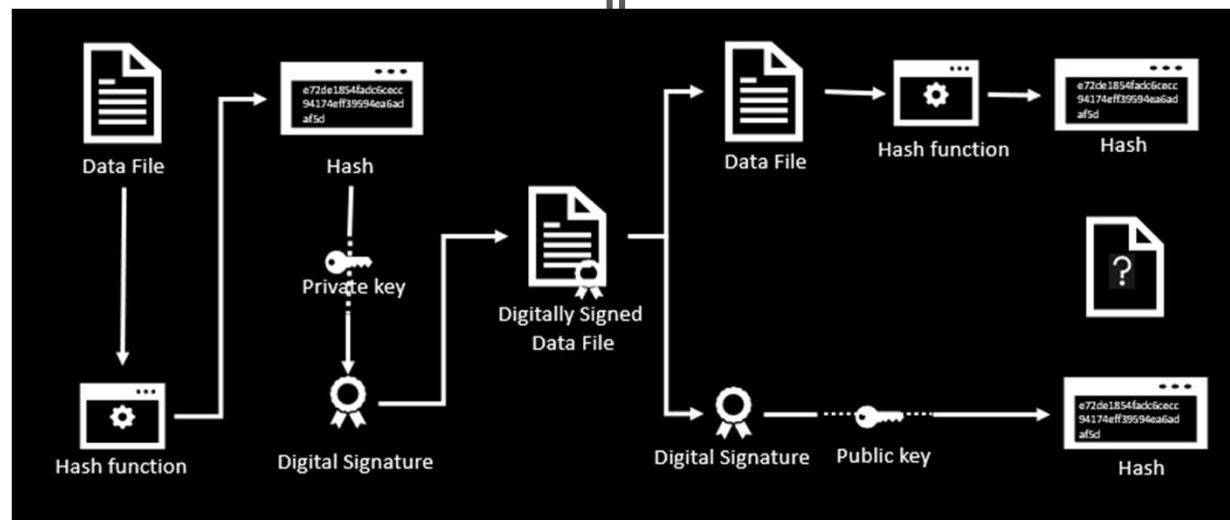 Data File
Hash function
e72de1854fadc6cecc
94174eff39594ea6ad
af5d
Hash
Private key
Digital Signature
Digitally Signed
Data File
Data File
Hash function
e72de1854fadc6cecc
94174eff39594ea6ad
af5d
Hash
?
Digital Signature
Public key
e72de1854fadc6cecc
94174eff39594ea6ad
af5d
Hash